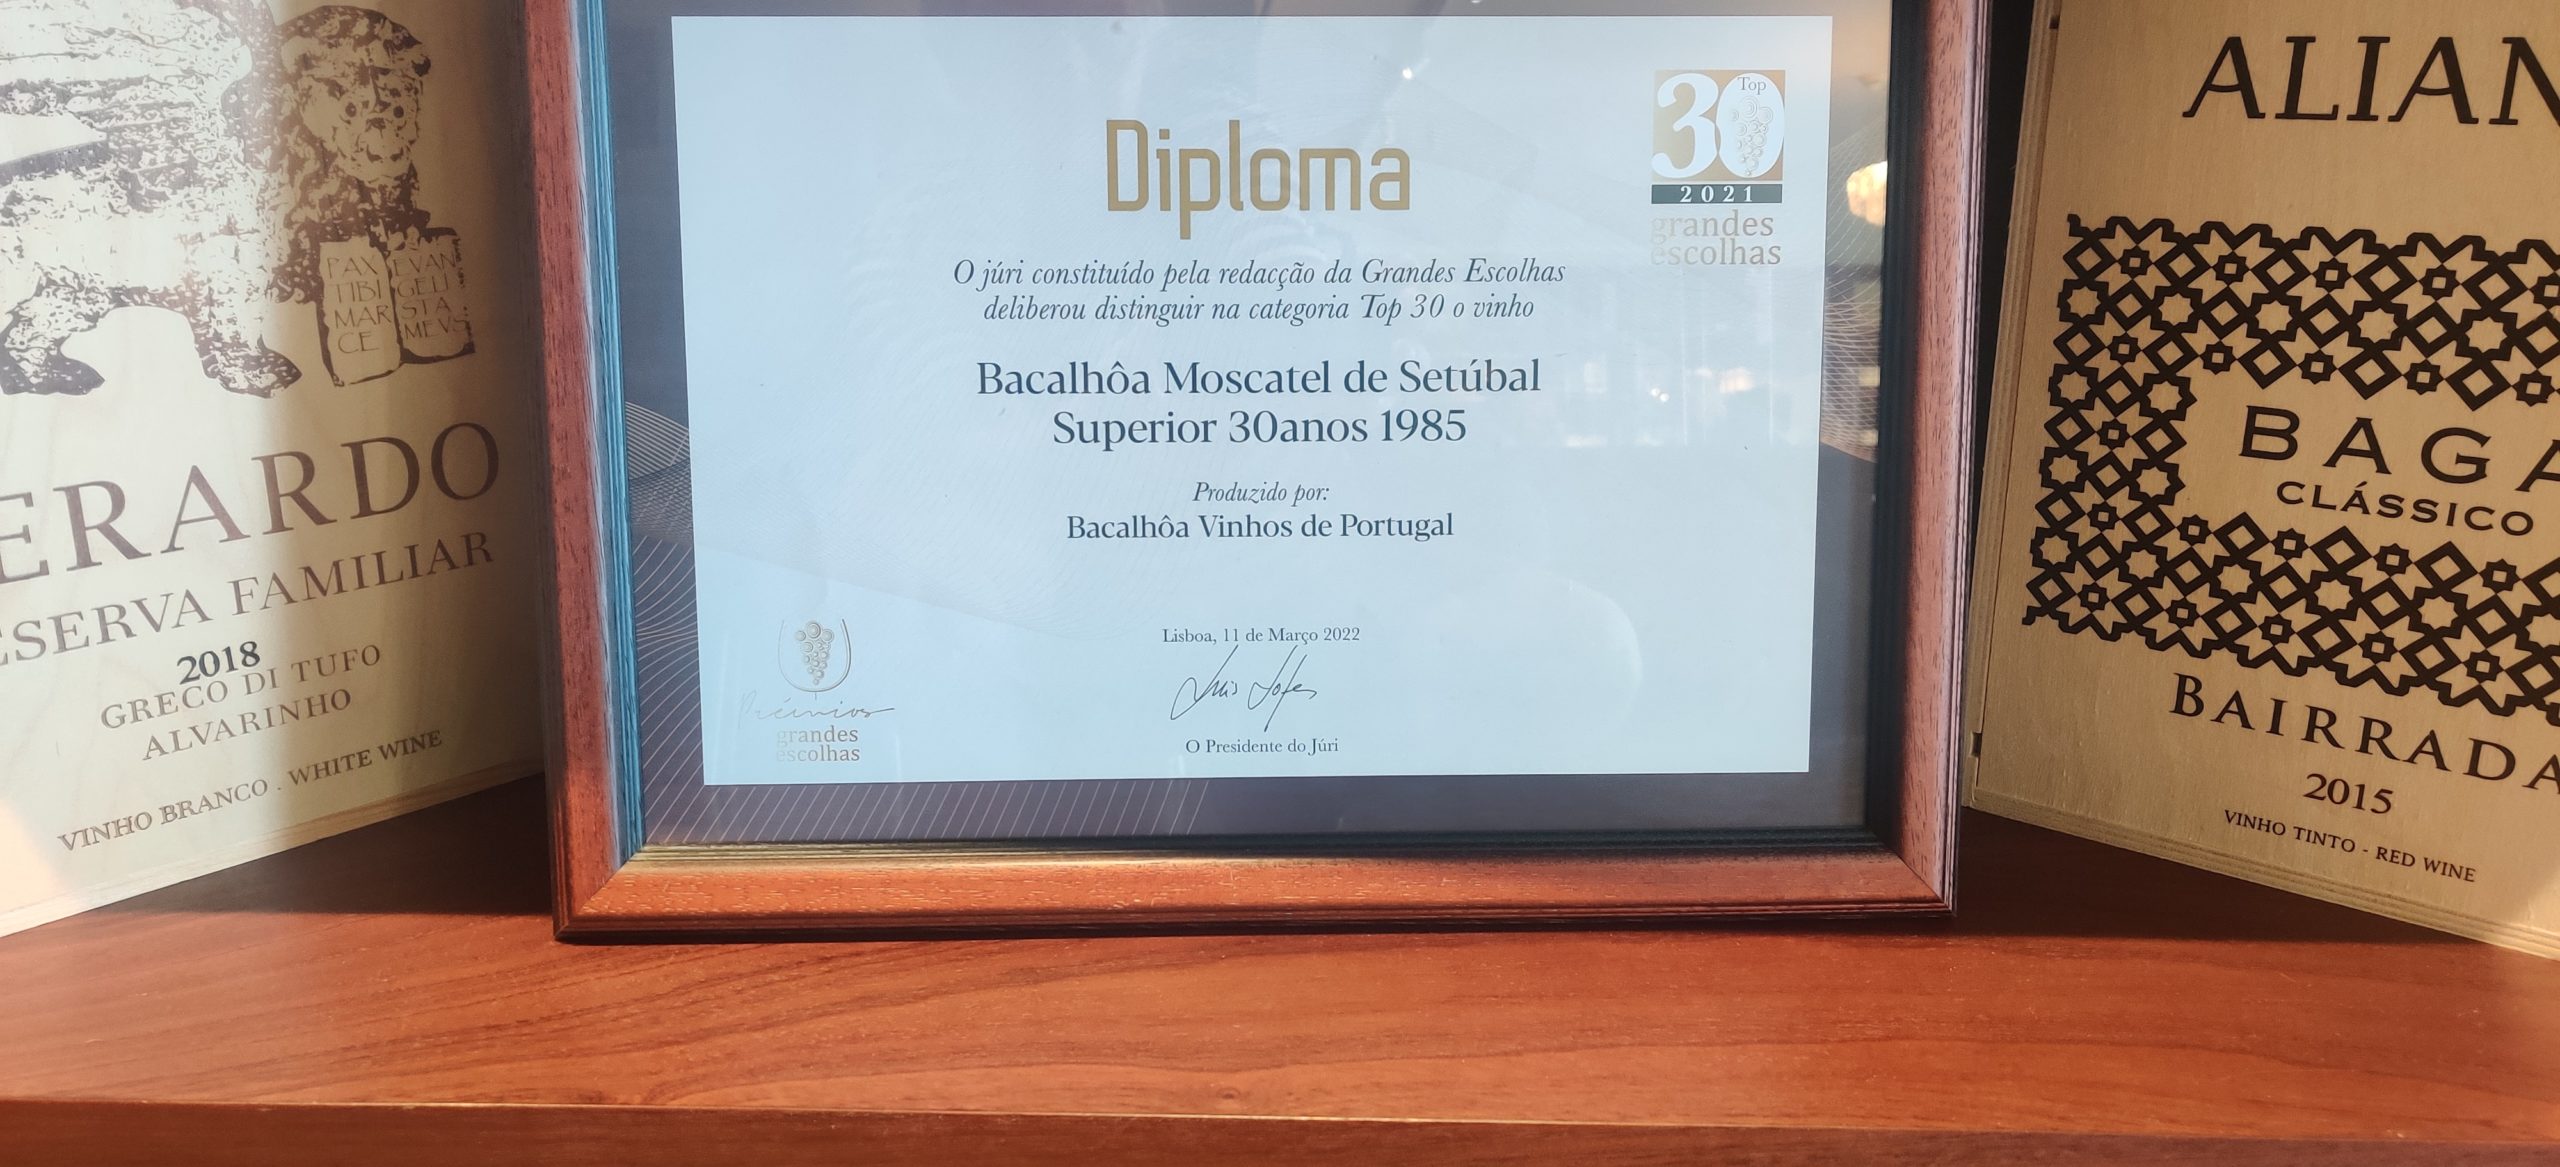 PAX
TIBI
MAR
CE
EVAN
GELI
STA
MEVS
ERARDO
ESERVA FAMILIAR
2018
GRECO DI TUFO
ALVARINHO
VINHO BRANCO . WHITE WINE
Top
30
2021
grandes
escolhas
Diploma
O júri constituído pela redacção da Grandes Escolhas
deliberou distinguir na categoria Top 30 o vinho
Bacalhôa Moscatel de Setúbal
Superior 30anos 1985
Produzido por:
Bacalhôa Vinhos de Portugal
Lisboa, 11 de Março 2022
Luis Lopes
O Presidente do Júri
Prémios
grandes
escolhas
ALIAN
BAGA
CLÁSSICO
BAIRRADA
2015
VINHO TINTO - RED WINE